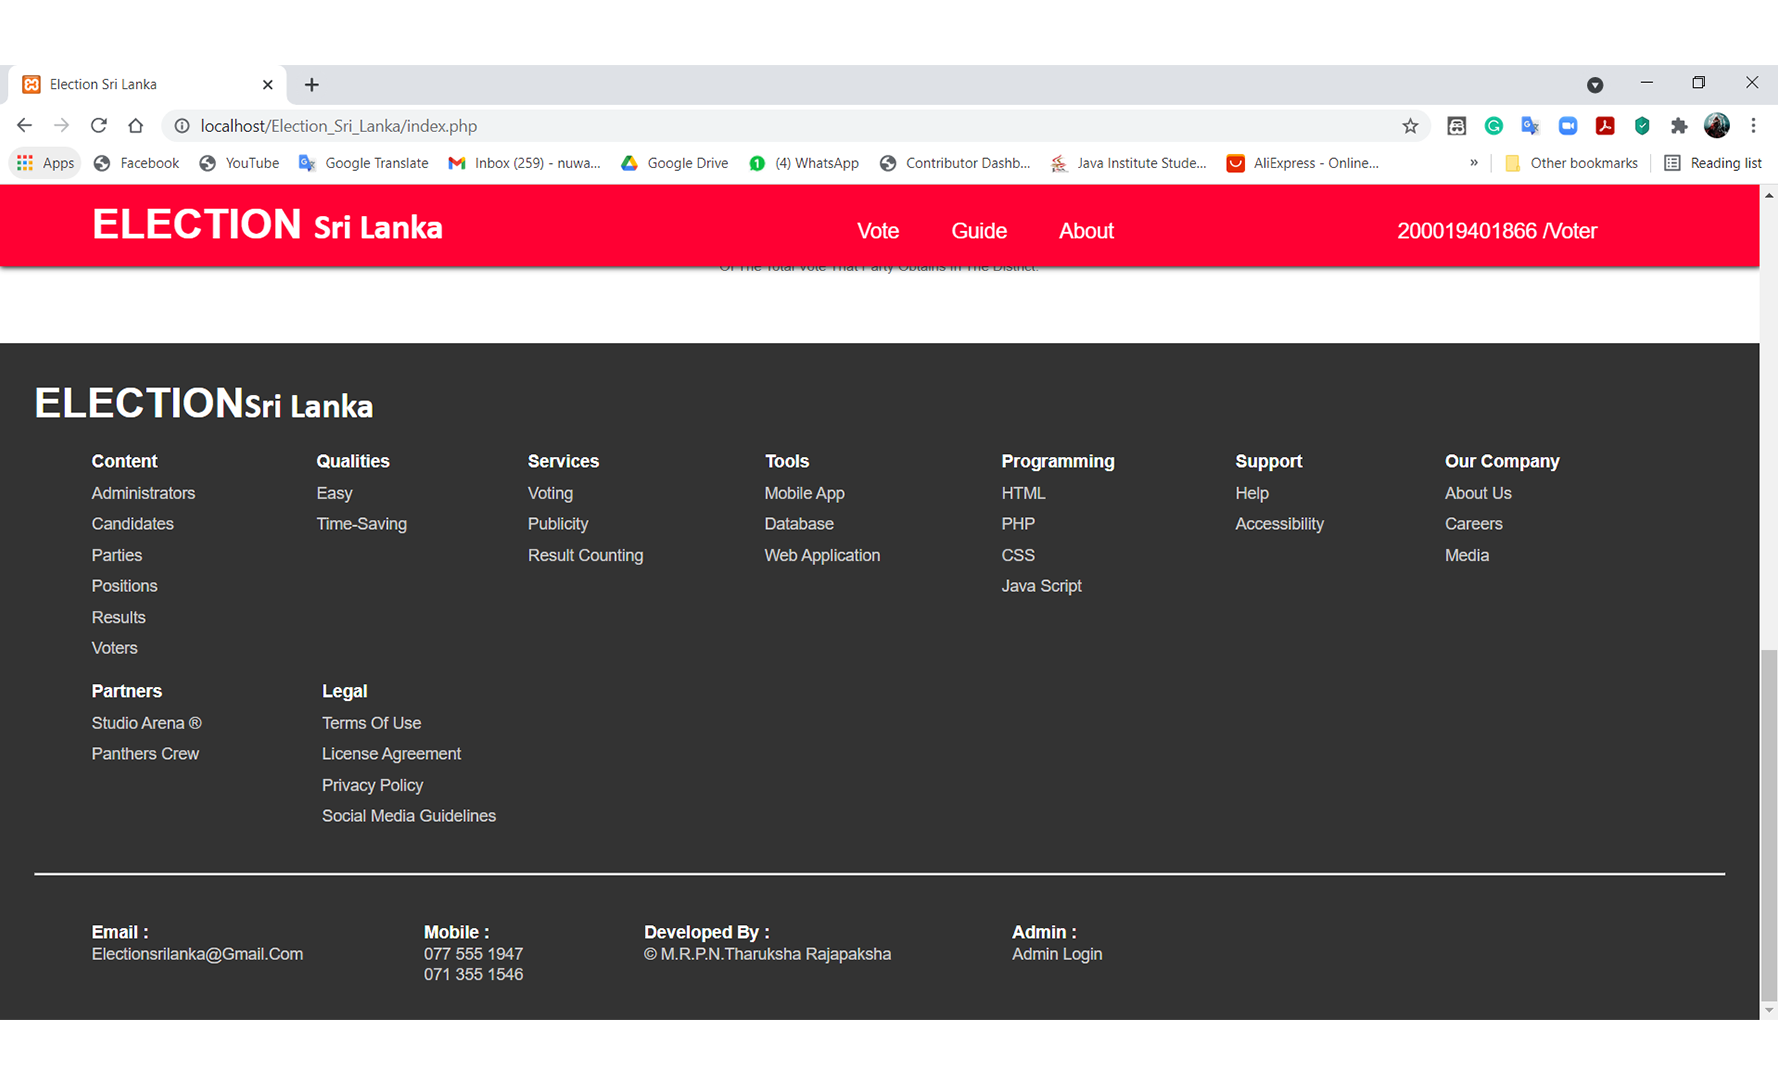 Election Sri Lanka
localhost/Election_Sri_Lanka/index.php
Apps Facebook YouTube Google Translate Inbox (259) - nuwa... Google Drive (4) WhatsApp Contributor Dashb... Java Institute Stude... AliExpress - Online... » Other bookmarks Reading list
ELECTION Sri Lanka Vote Guide About 200019401866 /Voter
Of The Total Vote That Party Obtains In The District.
ELECTIONSri Lanka
Content
Administrators
Candidates
Parties
Positions
Results
Voters
Qualities
Easy
Time-Saving
Services
Voting
Publicity
Result Counting
Tools
Mobile App
Database
Web Application
Programming
HTML
PHP
CSS
Java Script
Support
Help
Accessibility
Our Company
About Us
Careers
Media
Partners
Studio Arena ®
Panthers Crew
Legal
Terms Of Use
License Agreement
Privacy Policy
Social Media Guidelines
Email :
Electionsrilanka@Gmail.Com
Mobile :
077 555 1947
071 355 1546
Developed By :
© M.R.P.N.Tharuksha Rajapaksha
Admin :
Admin Login